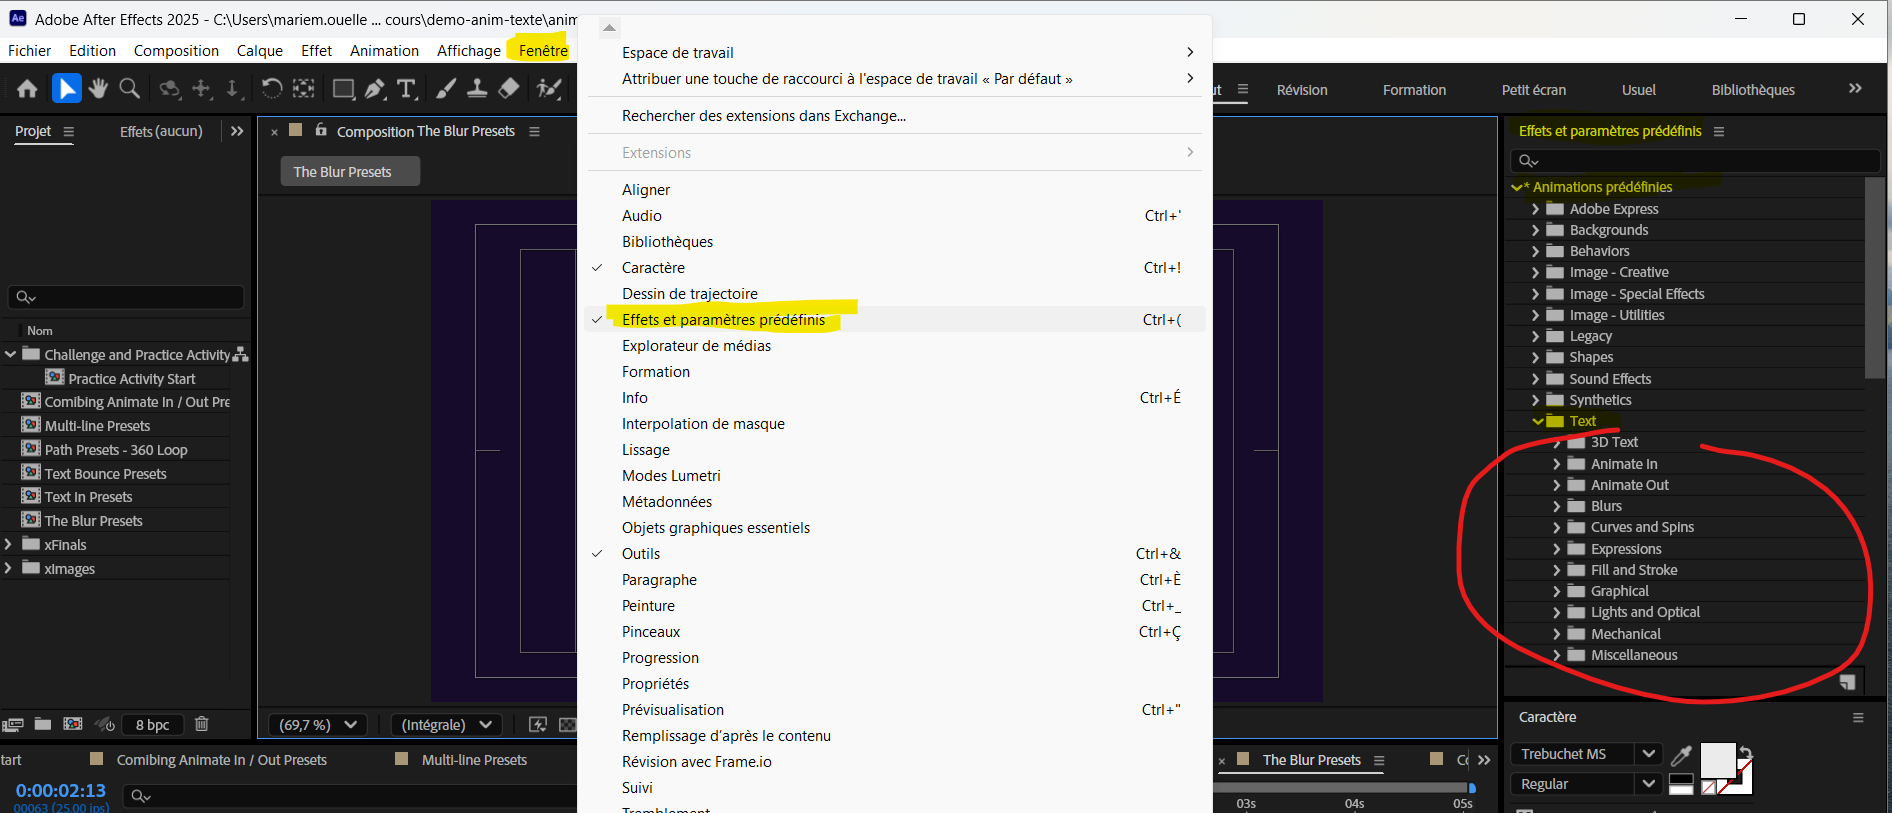 Adobe After Effects 2025 - C:\Users\mariem.ouelle ... cours\demo-anim-texte\anim
Fichier Edition Composition Calque Effet Animation Affichage Fenêtre
Révision Formation Petit écran Usuel Bibliothèques
Projet Effets (aucun)
Composition The Blur Presets
The Blur Presets
Nom
Challenge and Practice Activity
Practice Activity Start
Comibing Animate In / Out Pre
Multi-line Presets
Path Presets - 360 Loop
Text Bounce Presets
Text In Presets
The Blur Presets
xFinals
xImages
8 bpc
(69,7 %) (Intégrale)
Espace de travail
Attribuer une touche de raccourci à l'espace de travail « Par défaut »
Rechercher des extensions dans Exchange...
Extensions
Aligner
Audio Ctrl+'
Bibliothèques
Caractère Ctrl+!
Dessin de trajectoire
Effets et paramètres prédéfinis Ctrl+(
Explorateur de médias
Formation
Info Ctrl+É
Interpolation de masque
Lissage
Modes Lumetri
Métadonnées
Objets graphiques essentiels
Outils Ctrl+&
Paragraphe Ctrl+È
Peinture Ctrl+_
Pinceaux Ctrl+Ç
Progression
Propriétés
Prévisualisation Ctrl+"
Remplissage d'après le contenu
Révision avec Frame.io
Suivi
Tremblement
Effets et paramètres prédéfinis
* Animations prédéfinies
Adobe Express
Backgrounds
Behaviors
Image - Creative
Image - Special Effects
Image - Utilities
Legacy
Shapes
Sound Effects
Synthetics
Text
3D Text
Animate In
Animate Out
Blurs
Curves and Spins
Expressions
Fill and Stroke
Graphical
Lights and Optical
Mechanical
Miscellaneous
Caractère
Trebuchet MS
Regular
tart Comibing Animate In / Out Presets Multi-line Presets The Blur Presets
0:00:02:13
00063 (25.00 ips)
03s 04s 05s